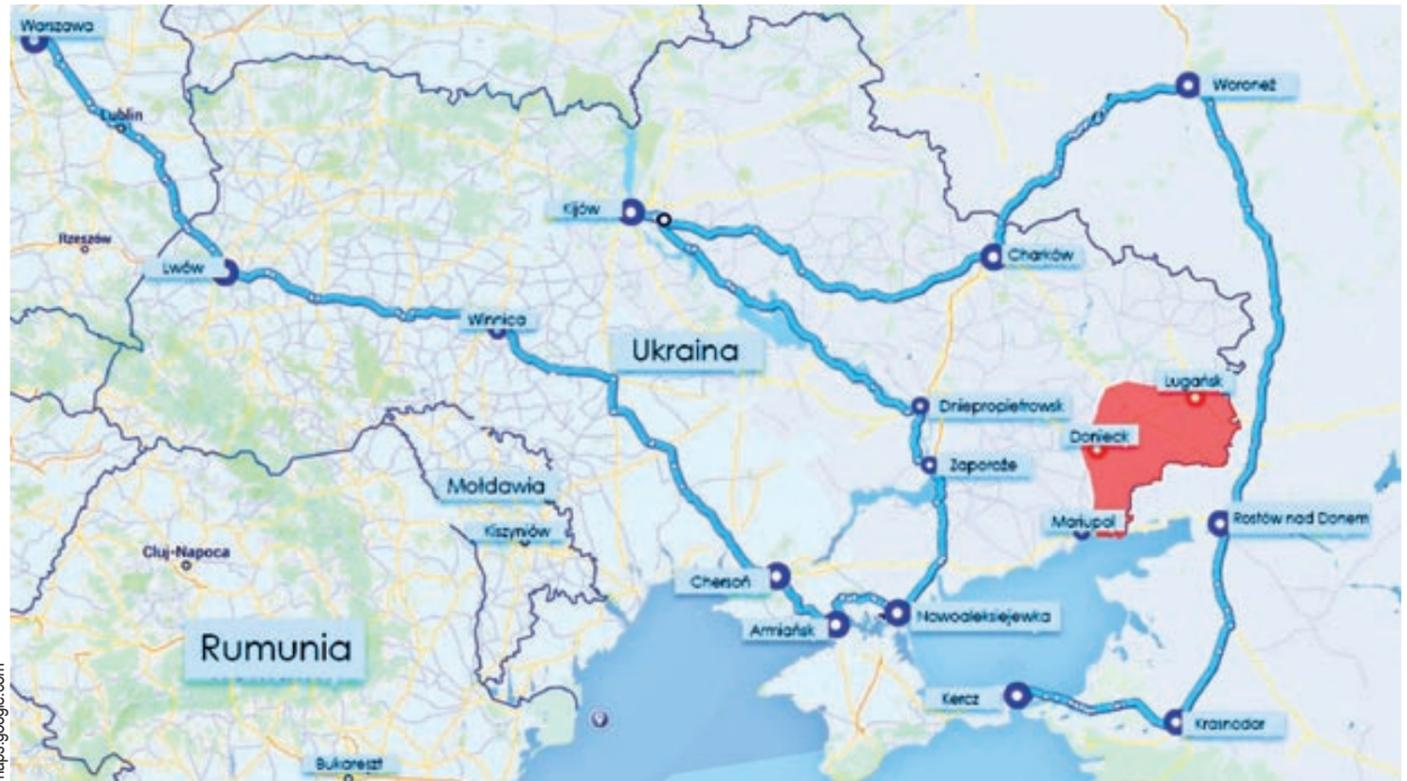 Warszawa
Woroneż
Lublin
Kijów
Rzeszów
Lwów
Charków
Winnica
Ukraina
Ługańsk
Dniepropietrowsk
Donieck
Zaporoże
Mołdawia
Mariupol
Rostów nad Donem
Kiszyniów
Cluj-Napoca
Chersoń
Nowoaleksiejewka
Armiańsk
Rumunia
Kercz
Krasnodar
Bukareszt
maps.google.com